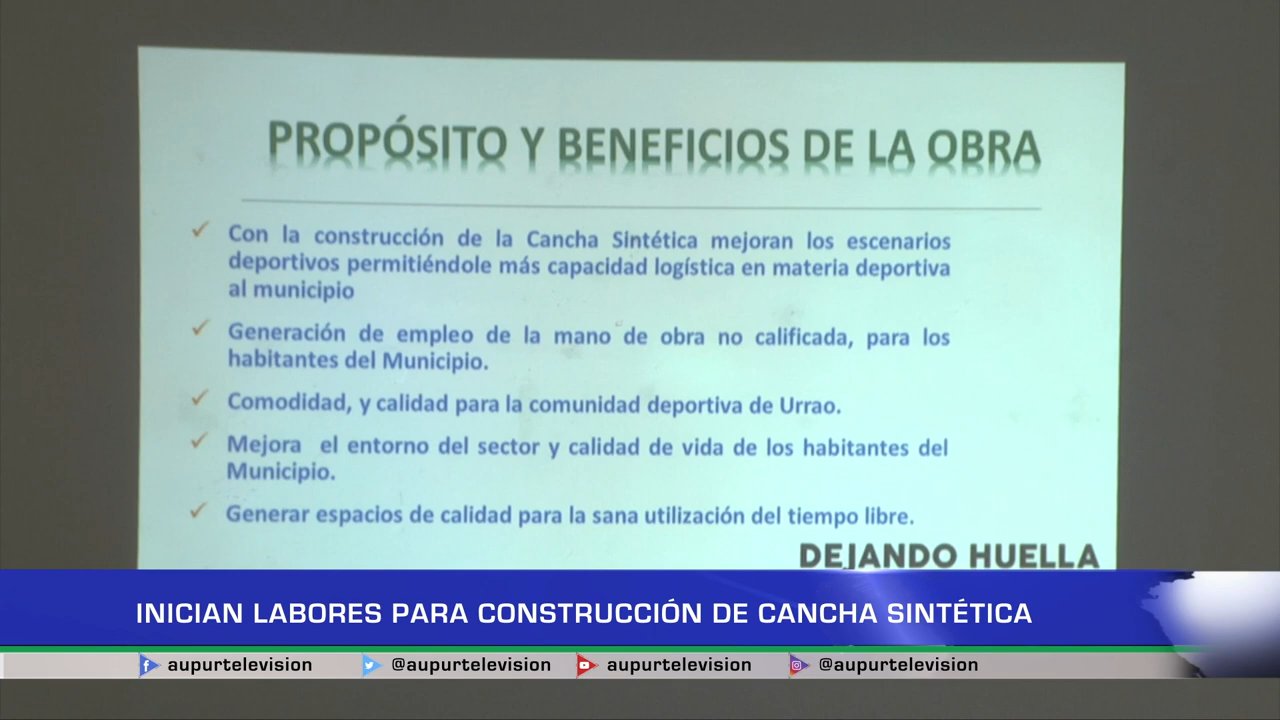 PROPÓSITO Y BENEFICIOS DE LA OBRA
✓ Con la construcción de la Cancha Sintética mejoran los escenarios
deportivos permitiéndole más capacidad logística en materia deportiva
al municipio
✓ Generación de empleo de la mano de obra no calificada, para los
habitantes del Municipio.
✓ Comodidad, y calidad para la comunidad deportiva de Urrao.
✓ Mejora el entorno del sector y calidad de vida de los habitantes del
Municipio.
✓ Generar espacios de calidad para la sana utilización del tiempo libre.
DEJANDO HUELLA
INICIAN LABORES PARA CONSTRUCCIÓN DE CANCHA SINTÉTICA
aupurtelevision @aupurtelevision aupurtelevision @aupurtelevision